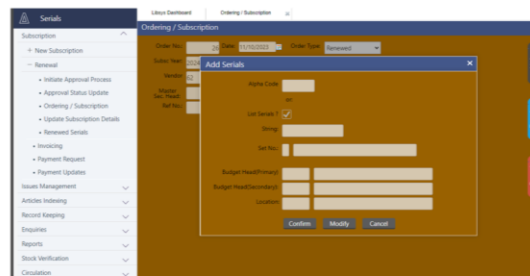 Serials
Libsys Dashboard
Ordering / Subscription
Subscription
+ New Subscription
− Renewal
• Initiate Approval Process
• Approval Status Update
• Ordering / Subscription
• Update Subscription Details
• Renewed Serials
• Invoicing
• Payment Request
• Payment Updates
Issues Management
Articles Indexing
Record Keeping
Enquiries
Reports
Stock Verification
Circulation
Ordering / Subscription
Order No.: 26 Date: 11/10/2023 Order Type: Renewed
Subsc. Year: 2024
Vendor: 62
Master
Sec. Head:
Ref No.:
Add Serials ×
Alpha Code:
or
List Serials ?
String:
Set No.:
Budget Head(Primary):
Budget Head(Secondary):
Location:
Confirm Modify Cancel